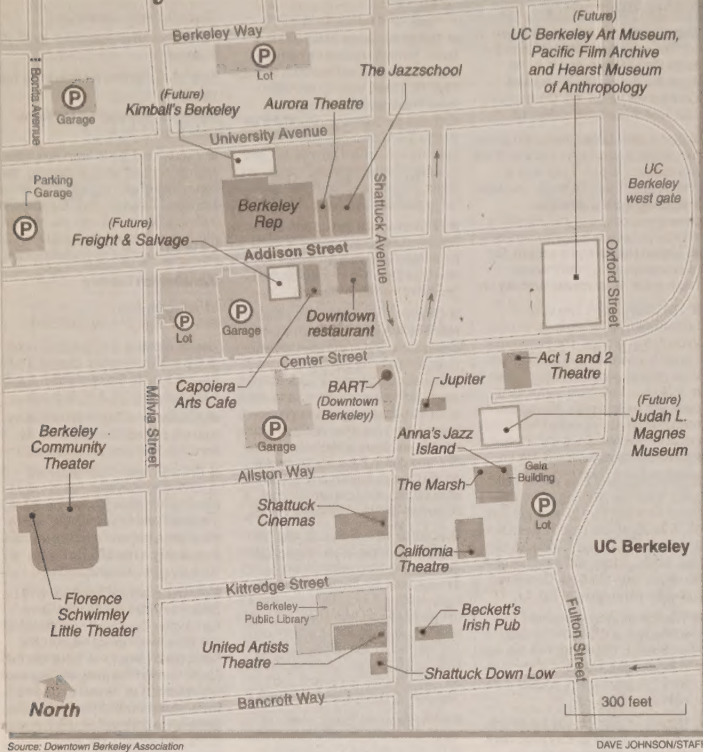 (Future)
UC Berkeley Art Museum,
Pacific Film Archive
and Hearst Museum
of Anthropology
Berkeley Way
P
Lot
Bonita Avenue
P
Garage
The Jazzschool
(Future)
Kimball's Berkeley
Aurora Theatre
University Avenue
Parking
Garage
P
UC
Berkeley
west gate
Berkeley
Rep
Shattuck Avenue
(Future)
Freight & Salvage
Addison Street
Oxford Street
P
Lot
P
Garage
Downtown
restaurant
Center Street
Act 1 and 2
Theatre
Capoiera
Arts Cafe
BART
(Downtown
Berkeley)
Jupiter
(Future)
Judah L.
Magnes
Museum
Milvia Street
Berkeley
Community
Theater
P
Garage
Anna's Jazz
Island
Allston Way
The Marsh
Gaia
Building
P
Lot
Shattuck
Cinemas
California
Theatre
UC Berkeley
Florence
Schwimley
Little Theater
Kittredge Street
Berkeley
Public Library
Beckett's
Irish Pub
Fulton Street
United Artists
Theatre
Shattuck Down Low
North
Bancroft Way
300 feet
Source: Downtown Berkeley Association
DAVE JOHNSON/STAFF